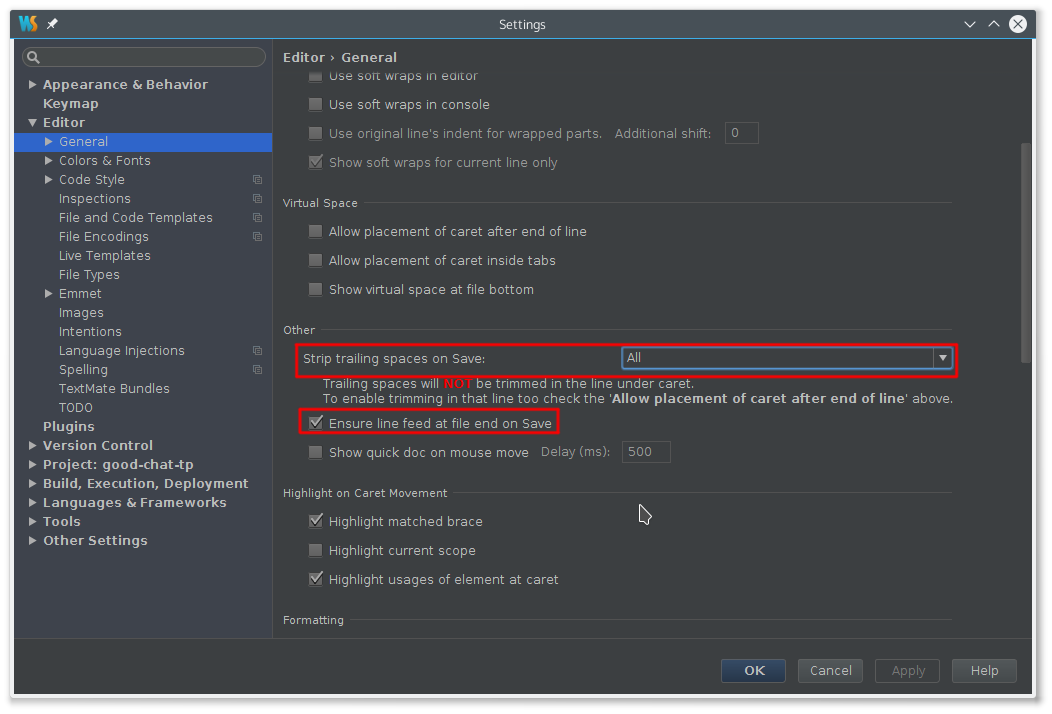 WS
Settings
Appearance & Behavior
Keymap
Editor
General
Colors & Fonts
Code Style
Inspections
File and Code Templates
File Encodings
Live Templates
File Types
Emmet
Images
Intentions
Language Injections
Spelling
TextMate Bundles
TODO
Plugins
Version Control
Project: good-chat-tp
Build, Execution, Deployment
Languages & Frameworks
Tools
Other Settings
Editor › General
Use soft wraps in editor
Use soft wraps in console
Use original line's indent for wrapped parts. Additional shift: 0
Show soft wraps for current line only
Virtual Space
Allow placement of caret after end of line
Allow placement of caret inside tabs
Show virtual space at file bottom
Other
Strip trailing spaces on Save: All
Trailing spaces will NOT be trimmed in the line under caret.
To enable trimming in that line too check the 'Allow placement of caret after end of line' above.
Ensure line feed at file end on Save
Show quick doc on mouse move Delay (ms): 500
Highlight on Caret Movement
Highlight matched brace
Highlight current scope
Highlight usages of element at caret
Formatting
OK Cancel Apply Help